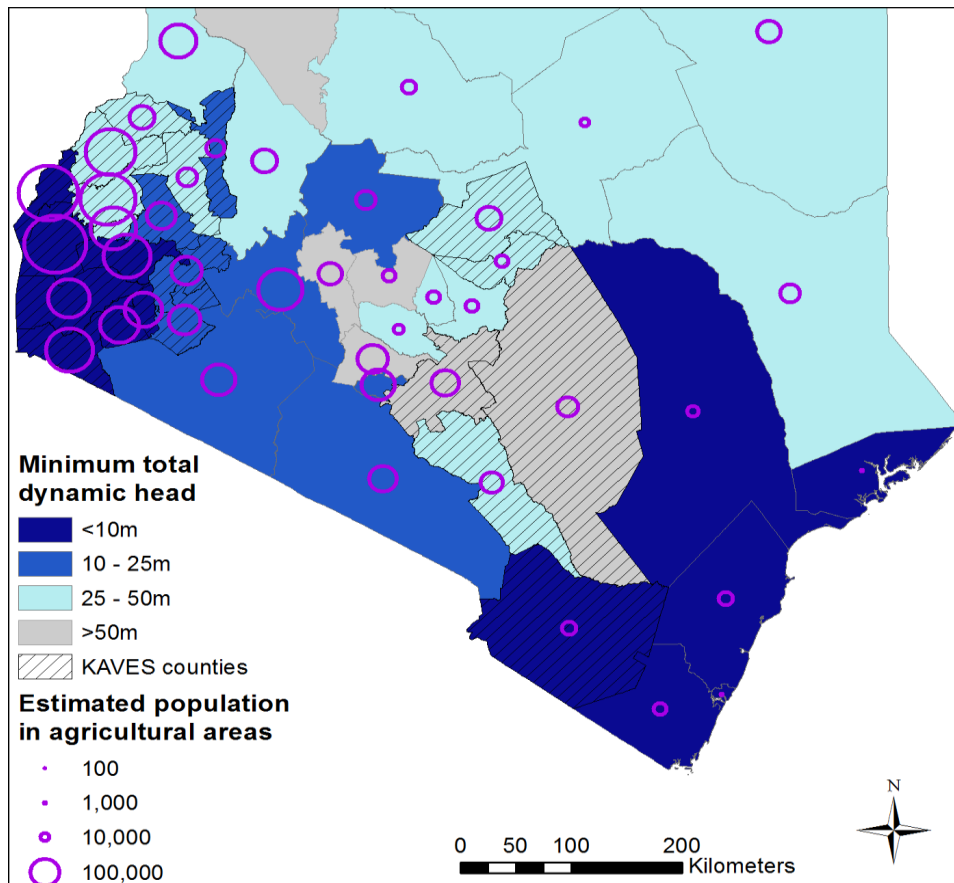 Minimum total
dynamic head
<10m
10 - 25m
25 - 50m
>50m
KAVES counties
Estimated population
in agricultural areas
100
1,000
10,000
100,000
0 50 100 200
Kilometers
N